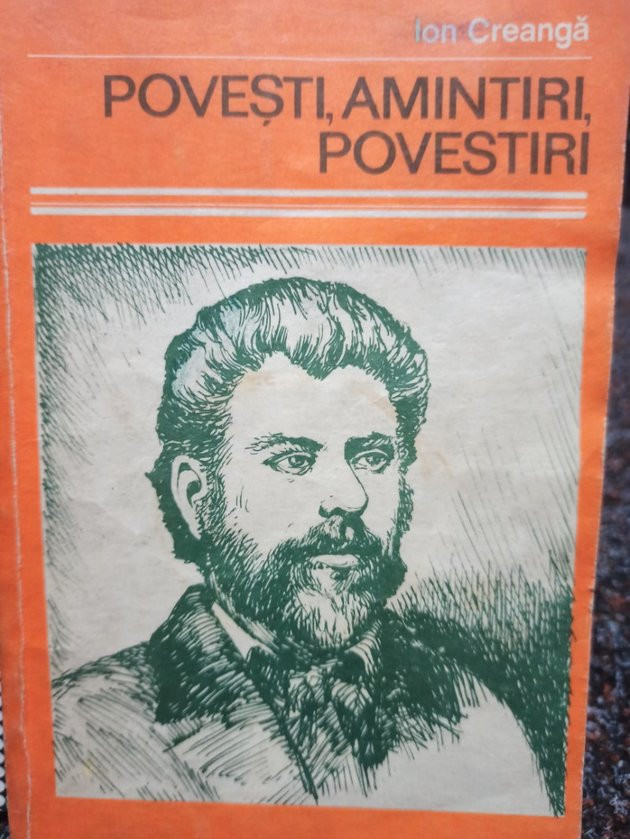 Ion Creangă
POVEȘTI, AMINTIRI,
POVESTIRI